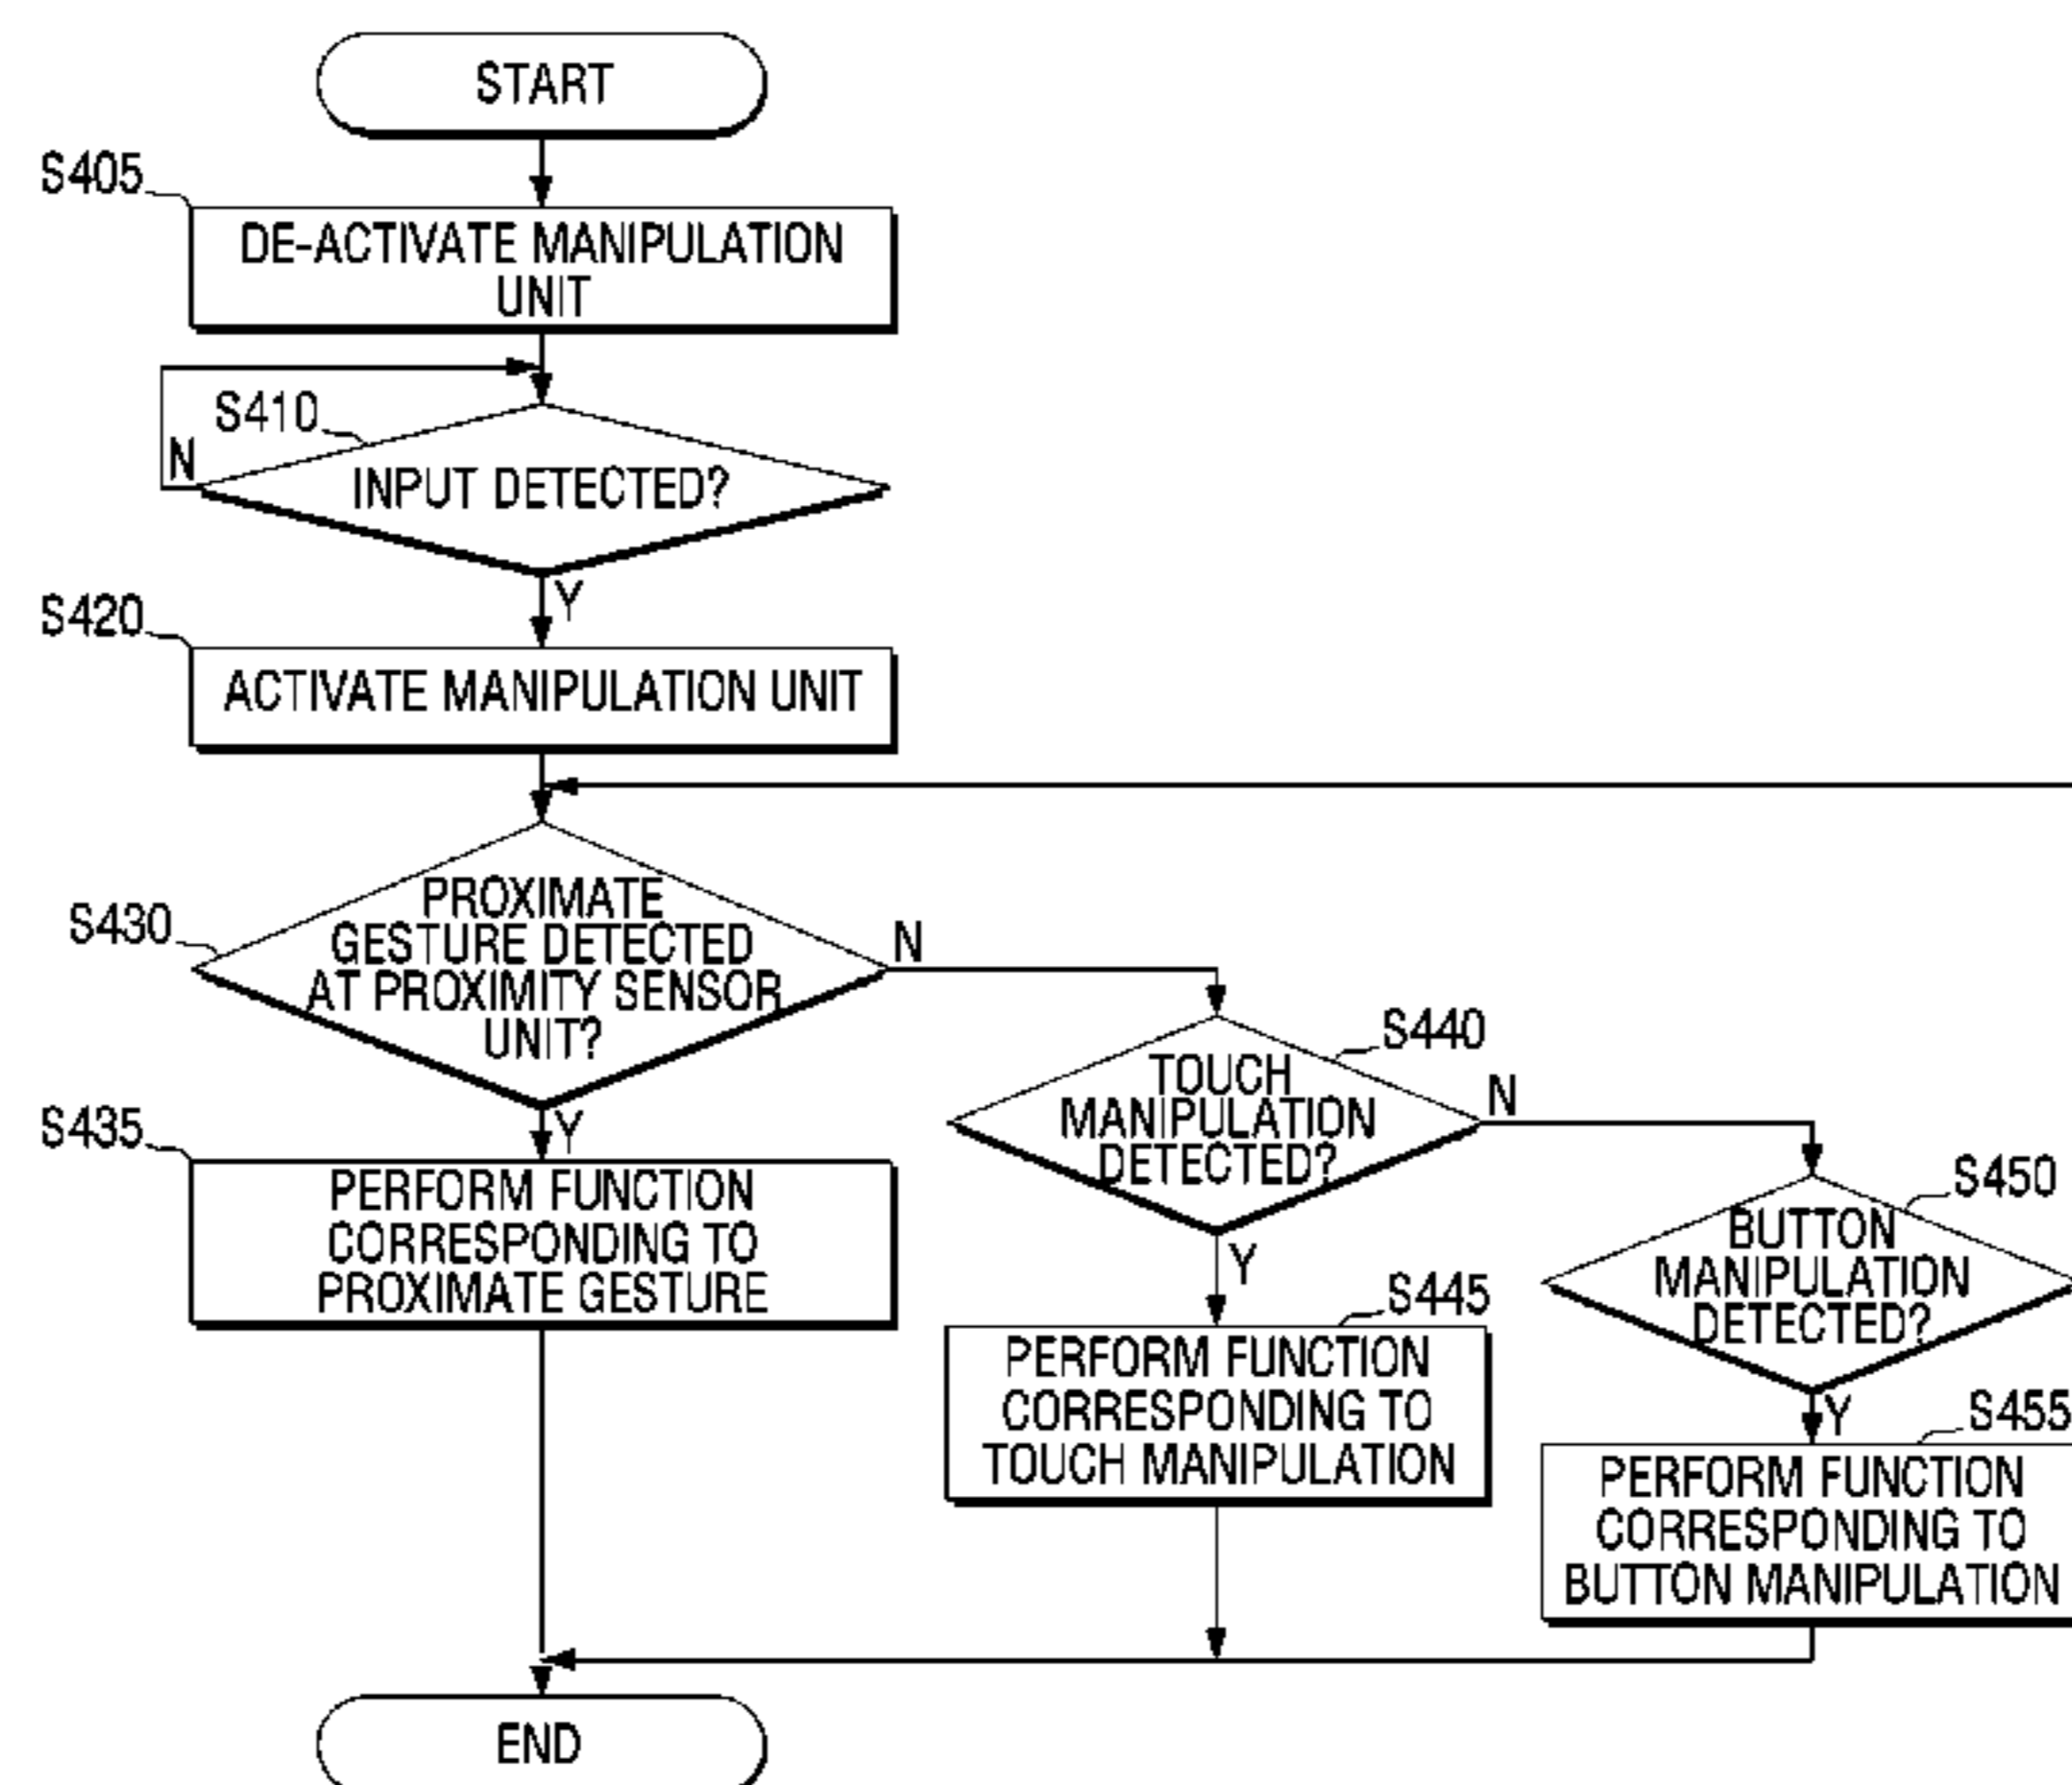 START
S405
DE-ACTIVATE MANIPULATION
UNIT
S410
N
INPUT DETECTED?
Y
S420
ACTIVATE MANIPULATION UNIT
S430
PROXIMATE
GESTURE DETECTED
AT PROXIMITY SENSOR
UNIT?
N
Y
S440
TOUCH
MANIPULATION
DETECTED?
N
Y
S450
BUTTON
MANIPULATION
DETECTED?
Y
S435
PERFORM FUNCTION
CORRESPONDING TO
PROXIMATE GESTURE
S445
PERFORM FUNCTION
CORRESPONDING TO
TOUCH MANIPULATION
S455
PERFORM FUNCTION
CORRESPONDING TO
BUTTON MANIPULATION
END